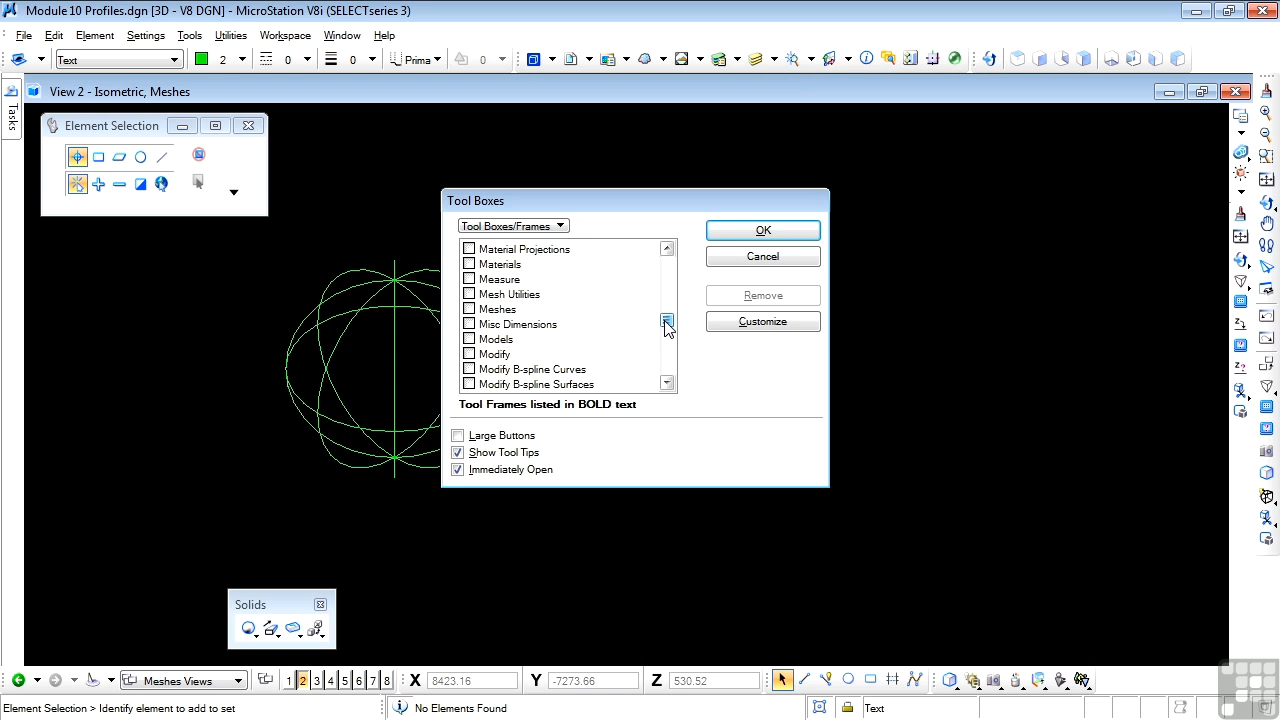 Module 10 Profiles.dgn [3D - V8 DGN] - MicroStation V8i (SELECTseries 3)
File Edit Element Settings Tools Utilities Workspace Window Help
Text 2 0 0 Prima 0
View 2 - Isometric, Meshes
Tasks
Element Selection
Tool Boxes
Tool Boxes/Frames
OK
Material Projections
Materials
Cancel
Measure
Mesh Utilities
Remove
Meshes
Misc Dimensions
Customize
Models
Modify
Modify B-spline Curves
Modify B-spline Surfaces
Tool Frames listed in BOLD text
Large Buttons
Show Tool Tips
Immediately Open
Solids
Meshes Views 1 2 3 4 5 6 7 8 X 8423.16 Y -7273.66 Z 530.52
Element Selection > Identify element to add to set No Elements Found Text